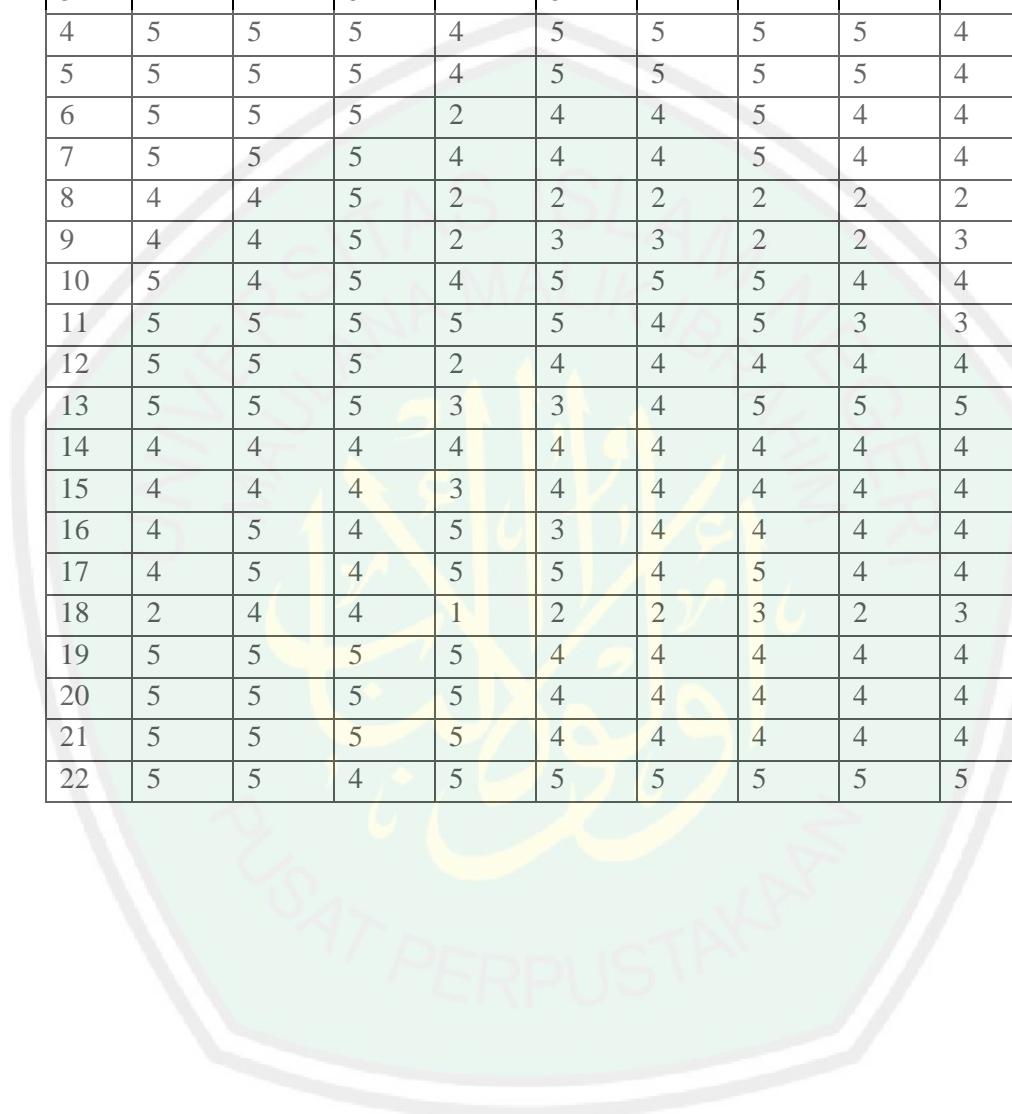 4 5 5 5 4 5 5 5 5 4
5 5 5 5 4 5 5 5 5 4
6 5 5 5 2 4 4 5 4 4
7 5 5 5 4 4 4 5 4 4
8 4 4 5 2 2 2 2 2 2
9 4 4 5 2 3 3 2 2 3
10 5 4 5 4 5 5 5 4 4
11 5 5 5 5 5 4 5 3 3
12 5 5 5 2 4 4 4 4 4
13 5 5 5 3 3 4 5 5 5
14 4 4 4 4 4 4 4 4 4
15 4 4 4 3 4 4 4 4 4
16 4 5 4 5 3 4 4 4 4
17 4 5 4 5 5 4 5 4 4
18 2 4 4 1 2 2 3 2 3
19 5 5 5 5 4 4 4 4 4
20 5 5 5 5 4 4 4 4 4
21 5 5 5 5 4 4 4 4 4
22 5 5 4 5 5 5 5 5 5
UNIVERSITAS ISLAM NEGERI
MAULANA MALIK IBRAHIM
PUSAT PERPUSTAKAAN